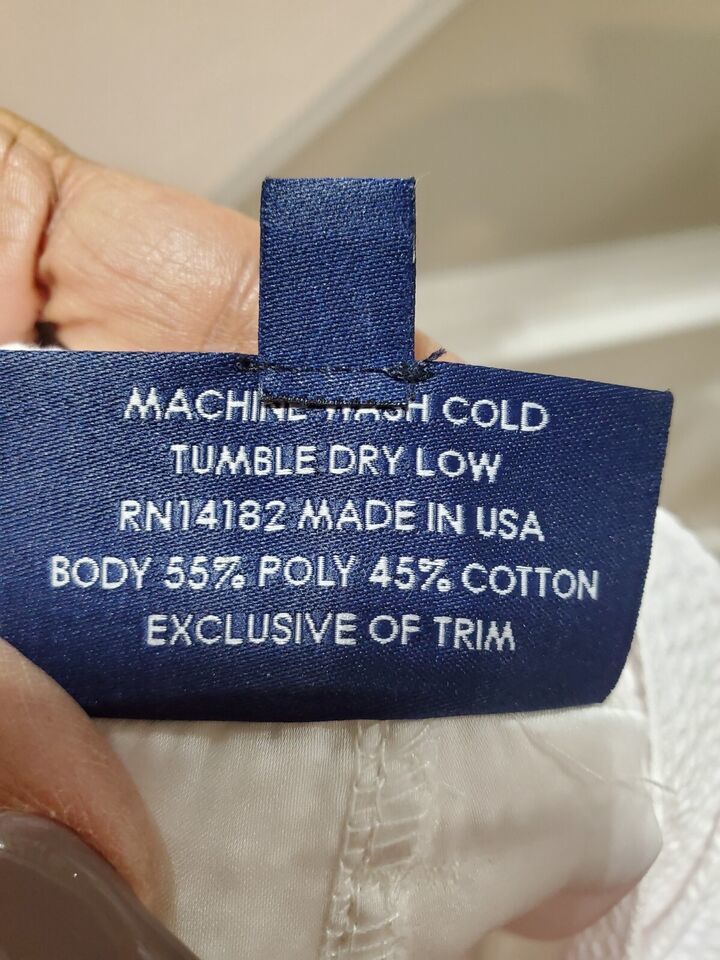 MACHINE WASH COLD
TUMBLE DRY LOW
RN14182 MADE IN USA
BODY 55% POLY 45% COTTON
EXCLUSIVE OF TRIM